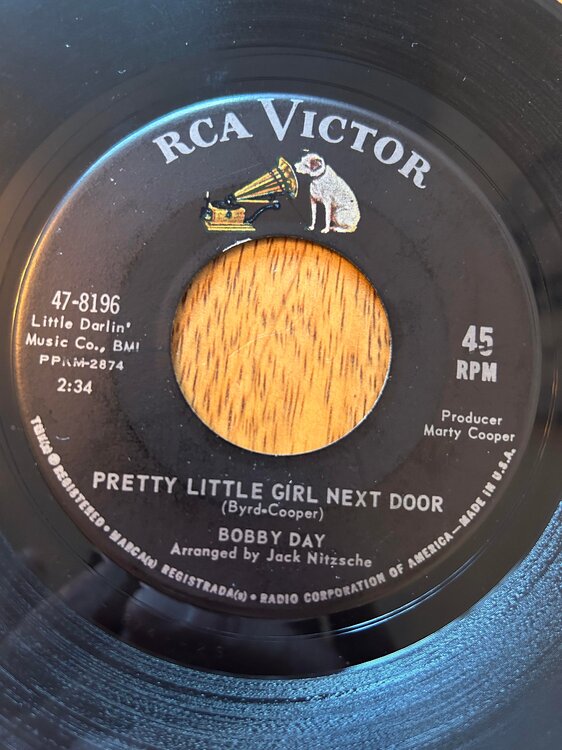 RCA VICTOR
47-8196
Little Darlin'
Music Co., BMI
PPKM-2874
2:34
45
RPM
Producer
Marty Cooper
PRETTY LITTLE GIRL NEXT DOOR
(Byrd-Cooper)
BOBBY DAY
Arranged by Jack Nitzsche
TMK(s) ® REGISTERED • MARCA(s) REGISTRADA(s) • RADIO CORPORATION OF AMERICA—MADE IN U.S.A.